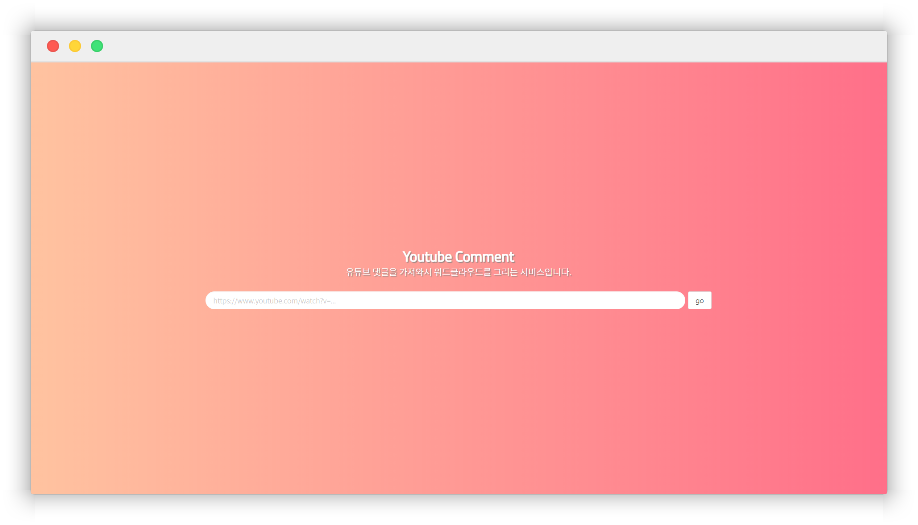 Youtube Comment
유튜브 댓글을 가져와서 워드클라우드를 그리는 서비스입니다.
https://www.youtube.com/watch?v=...
go